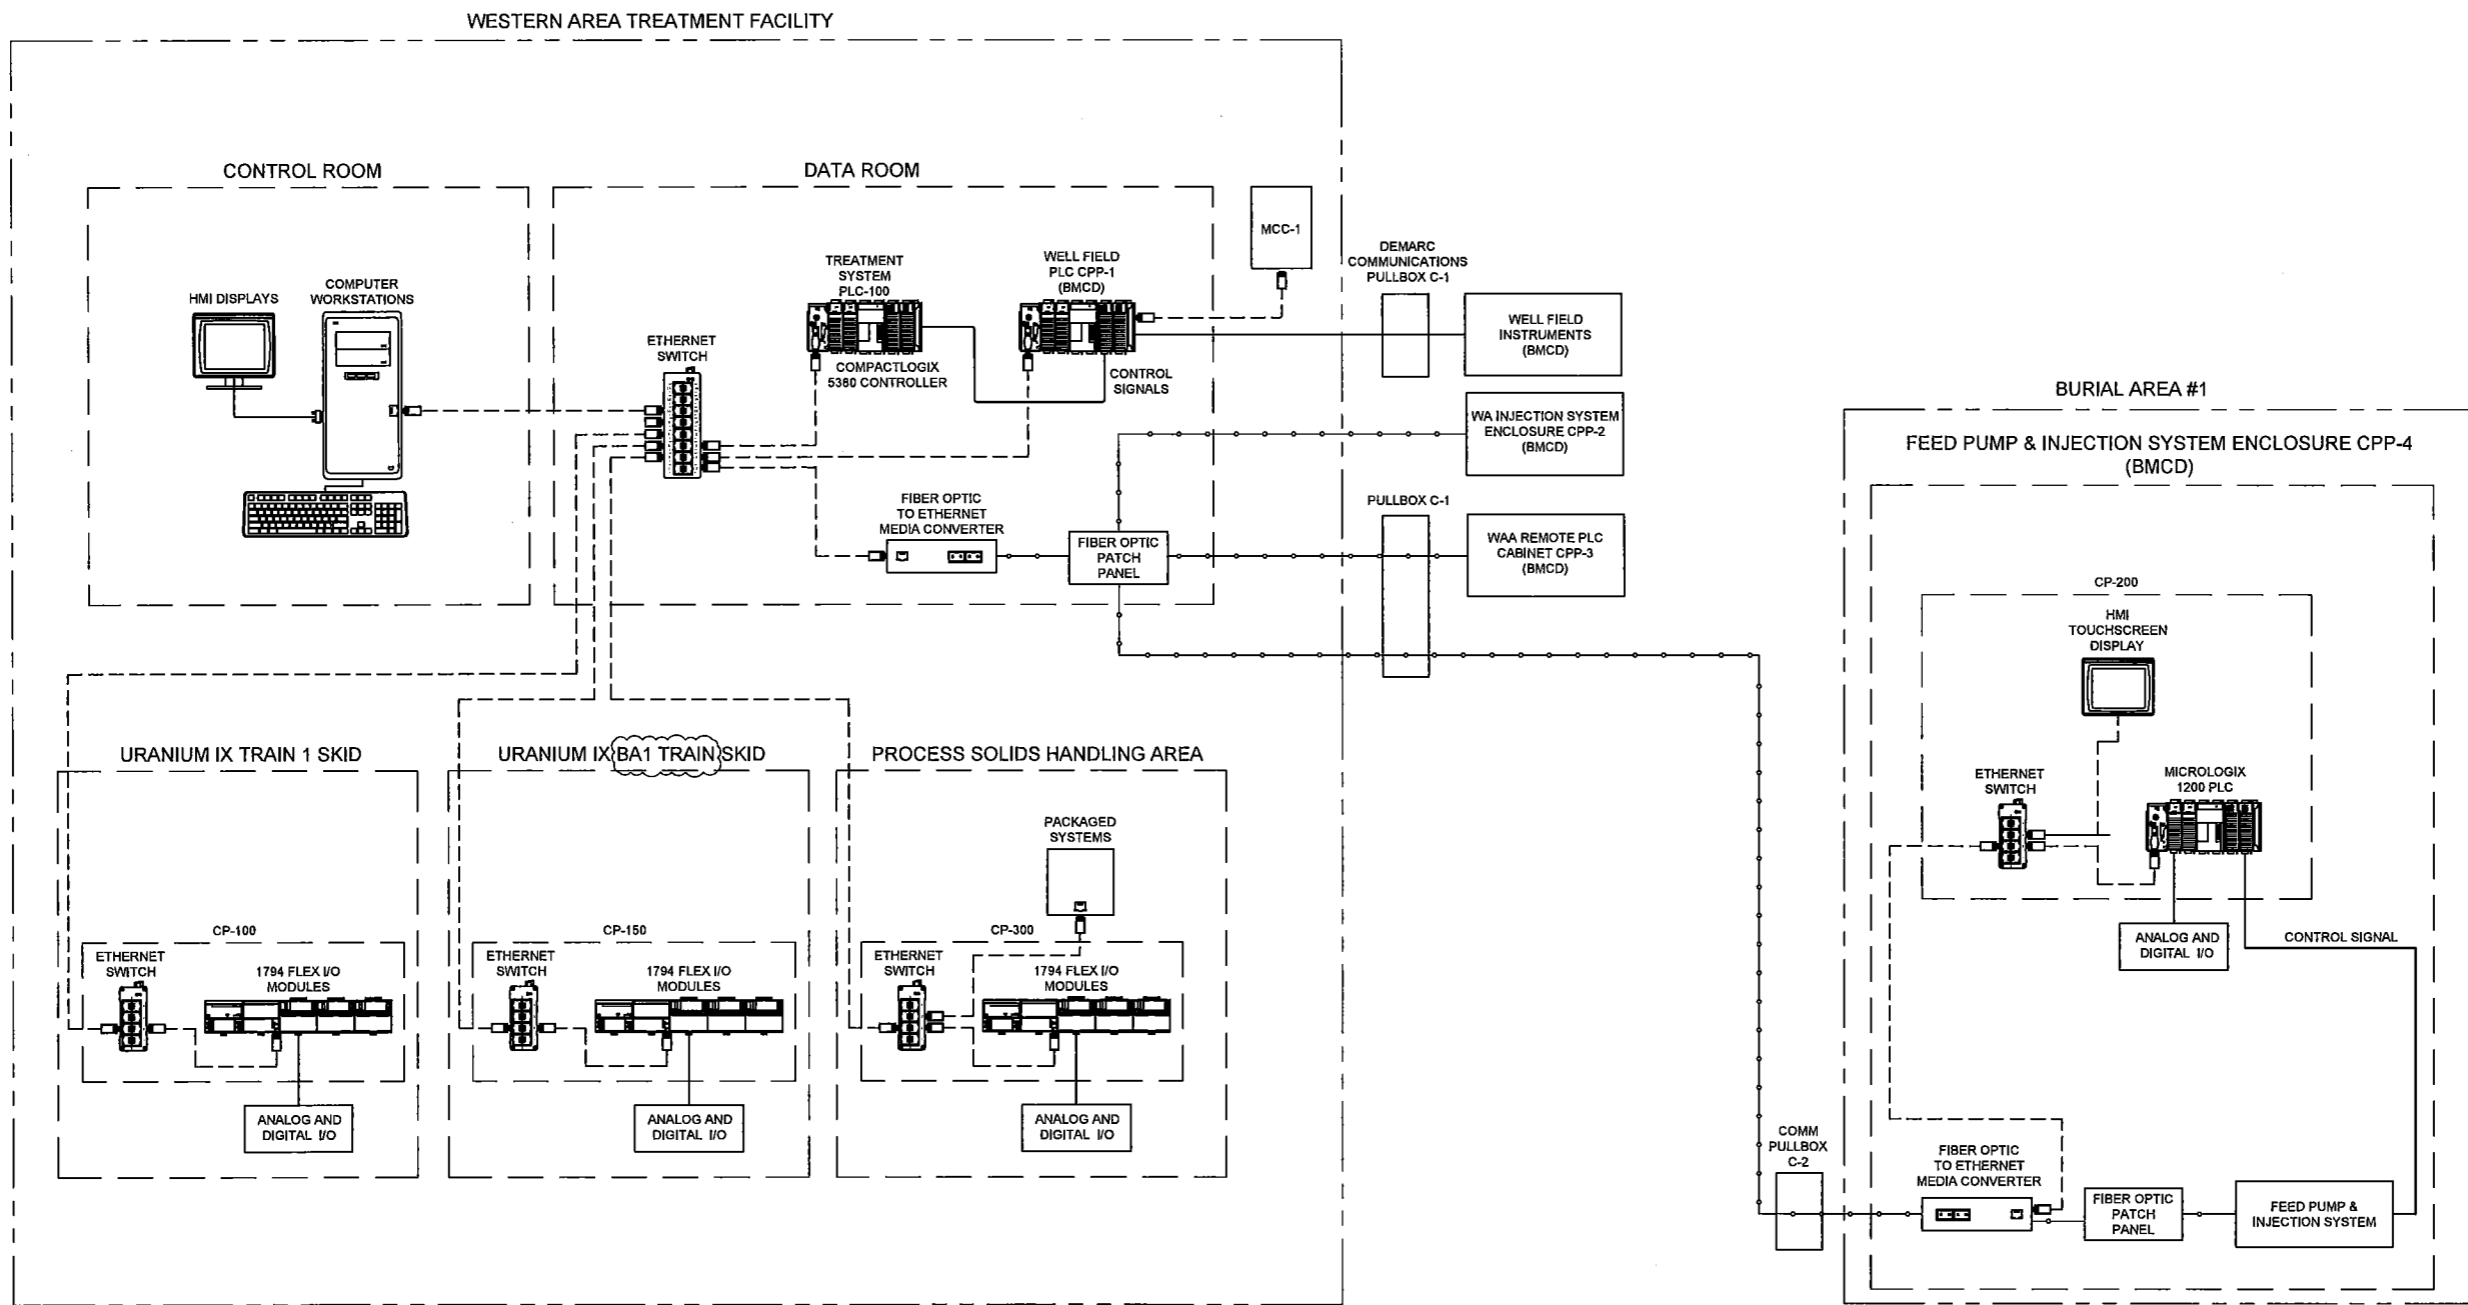 WESTERN AREA TREATMENT FACILITY
CONTROL ROOM
HMI DISPLAYS
COMPUTER
WORKSTATIONS
DATA ROOM
ETHERNET
SWITCH
TREATMENT
SYSTEM
PLC-100
COMPACTLOGIX
5380 CONTROLLER
WELL FIELD
PLC CPP-1
(BMCD)
CONTROL
SIGNALS
FIBER OPTIC
TO ETHERNET
MEDIA CONVERTER
FIBER OPTIC
PATCH
PANEL
MCC-1
DEMARC
COMMUNICATIONS
PULLBOX C-1
WELL FIELD
INSTRUMENTS
(BMCD)
WA INJECTION SYSTEM
ENCLOSURE CPP-2
(BMCD)
PULLBOX C-1
WAA REMOTE PLC
CABINET CPP-3
(BMCD)
URANIUM IX TRAIN 1 SKID
CP-100
ETHERNET
SWITCH
1794 FLEX I/O
MODULES
ANALOG AND
DIGITAL I/O
URANIUM IX BA1 TRAIN SKID
CP-150
ETHERNET
SWITCH
1794 FLEX I/O
MODULES
ANALOG AND
DIGITAL I/O
PROCESS SOLIDS HANDLING AREA
PACKAGED
SYSTEMS
CP-300
ETHERNET
SWITCH
1794 FLEX I/O
MODULES
ANALOG AND
DIGITAL I/O
COMM
PULLBOX
C-2
BURIAL AREA #1
FEED PUMP & INJECTION SYSTEM ENCLOSURE CPP-4
(BMCD)
CP-200
HMI
TOUCHSCREEN
DISPLAY
ETHERNET
SWITCH
MICROLOGIX
1200 PLC
ANALOG AND
DIGITAL I/O
CONTROL SIGNAL
FIBER OPTIC
TO ETHERNET
MEDIA CONVERTER
FIBER OPTIC
PATCH
PANEL
FEED PUMP &
INJECTION SYSTEM